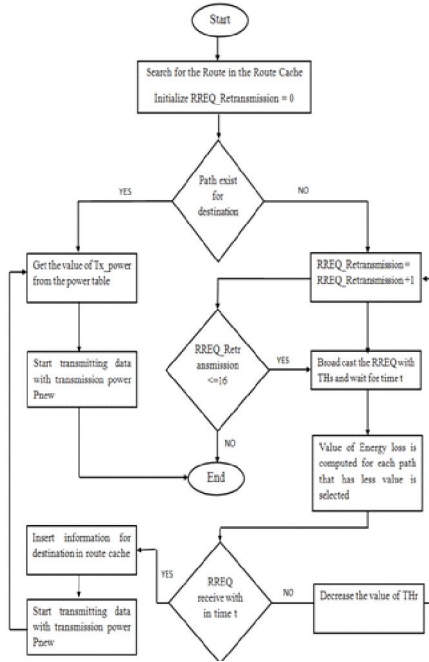 Start
Search for the Route in the Route Cache
Initialize RREQ_Retransmission = 0
Path exist
for
destination
YES
NO
Get the value of Tx_power
from the power table
RREQ_Retransmission =
RREQ_Retransmission +1
RREQ_Retr
ansmission
<=16
YES
Broad cast the RREQ with
THs and wait for time t
Start transmitting data
with transmission power
Pnew
NO
End
Value of Energy loss is
computed for each path
that has less value is
selected
Insert information for
destination in route cache
YES
RREQ
receive with
in time t
NO
Decrease the value of THr
Start transmitting data
with transmission power
Pnew